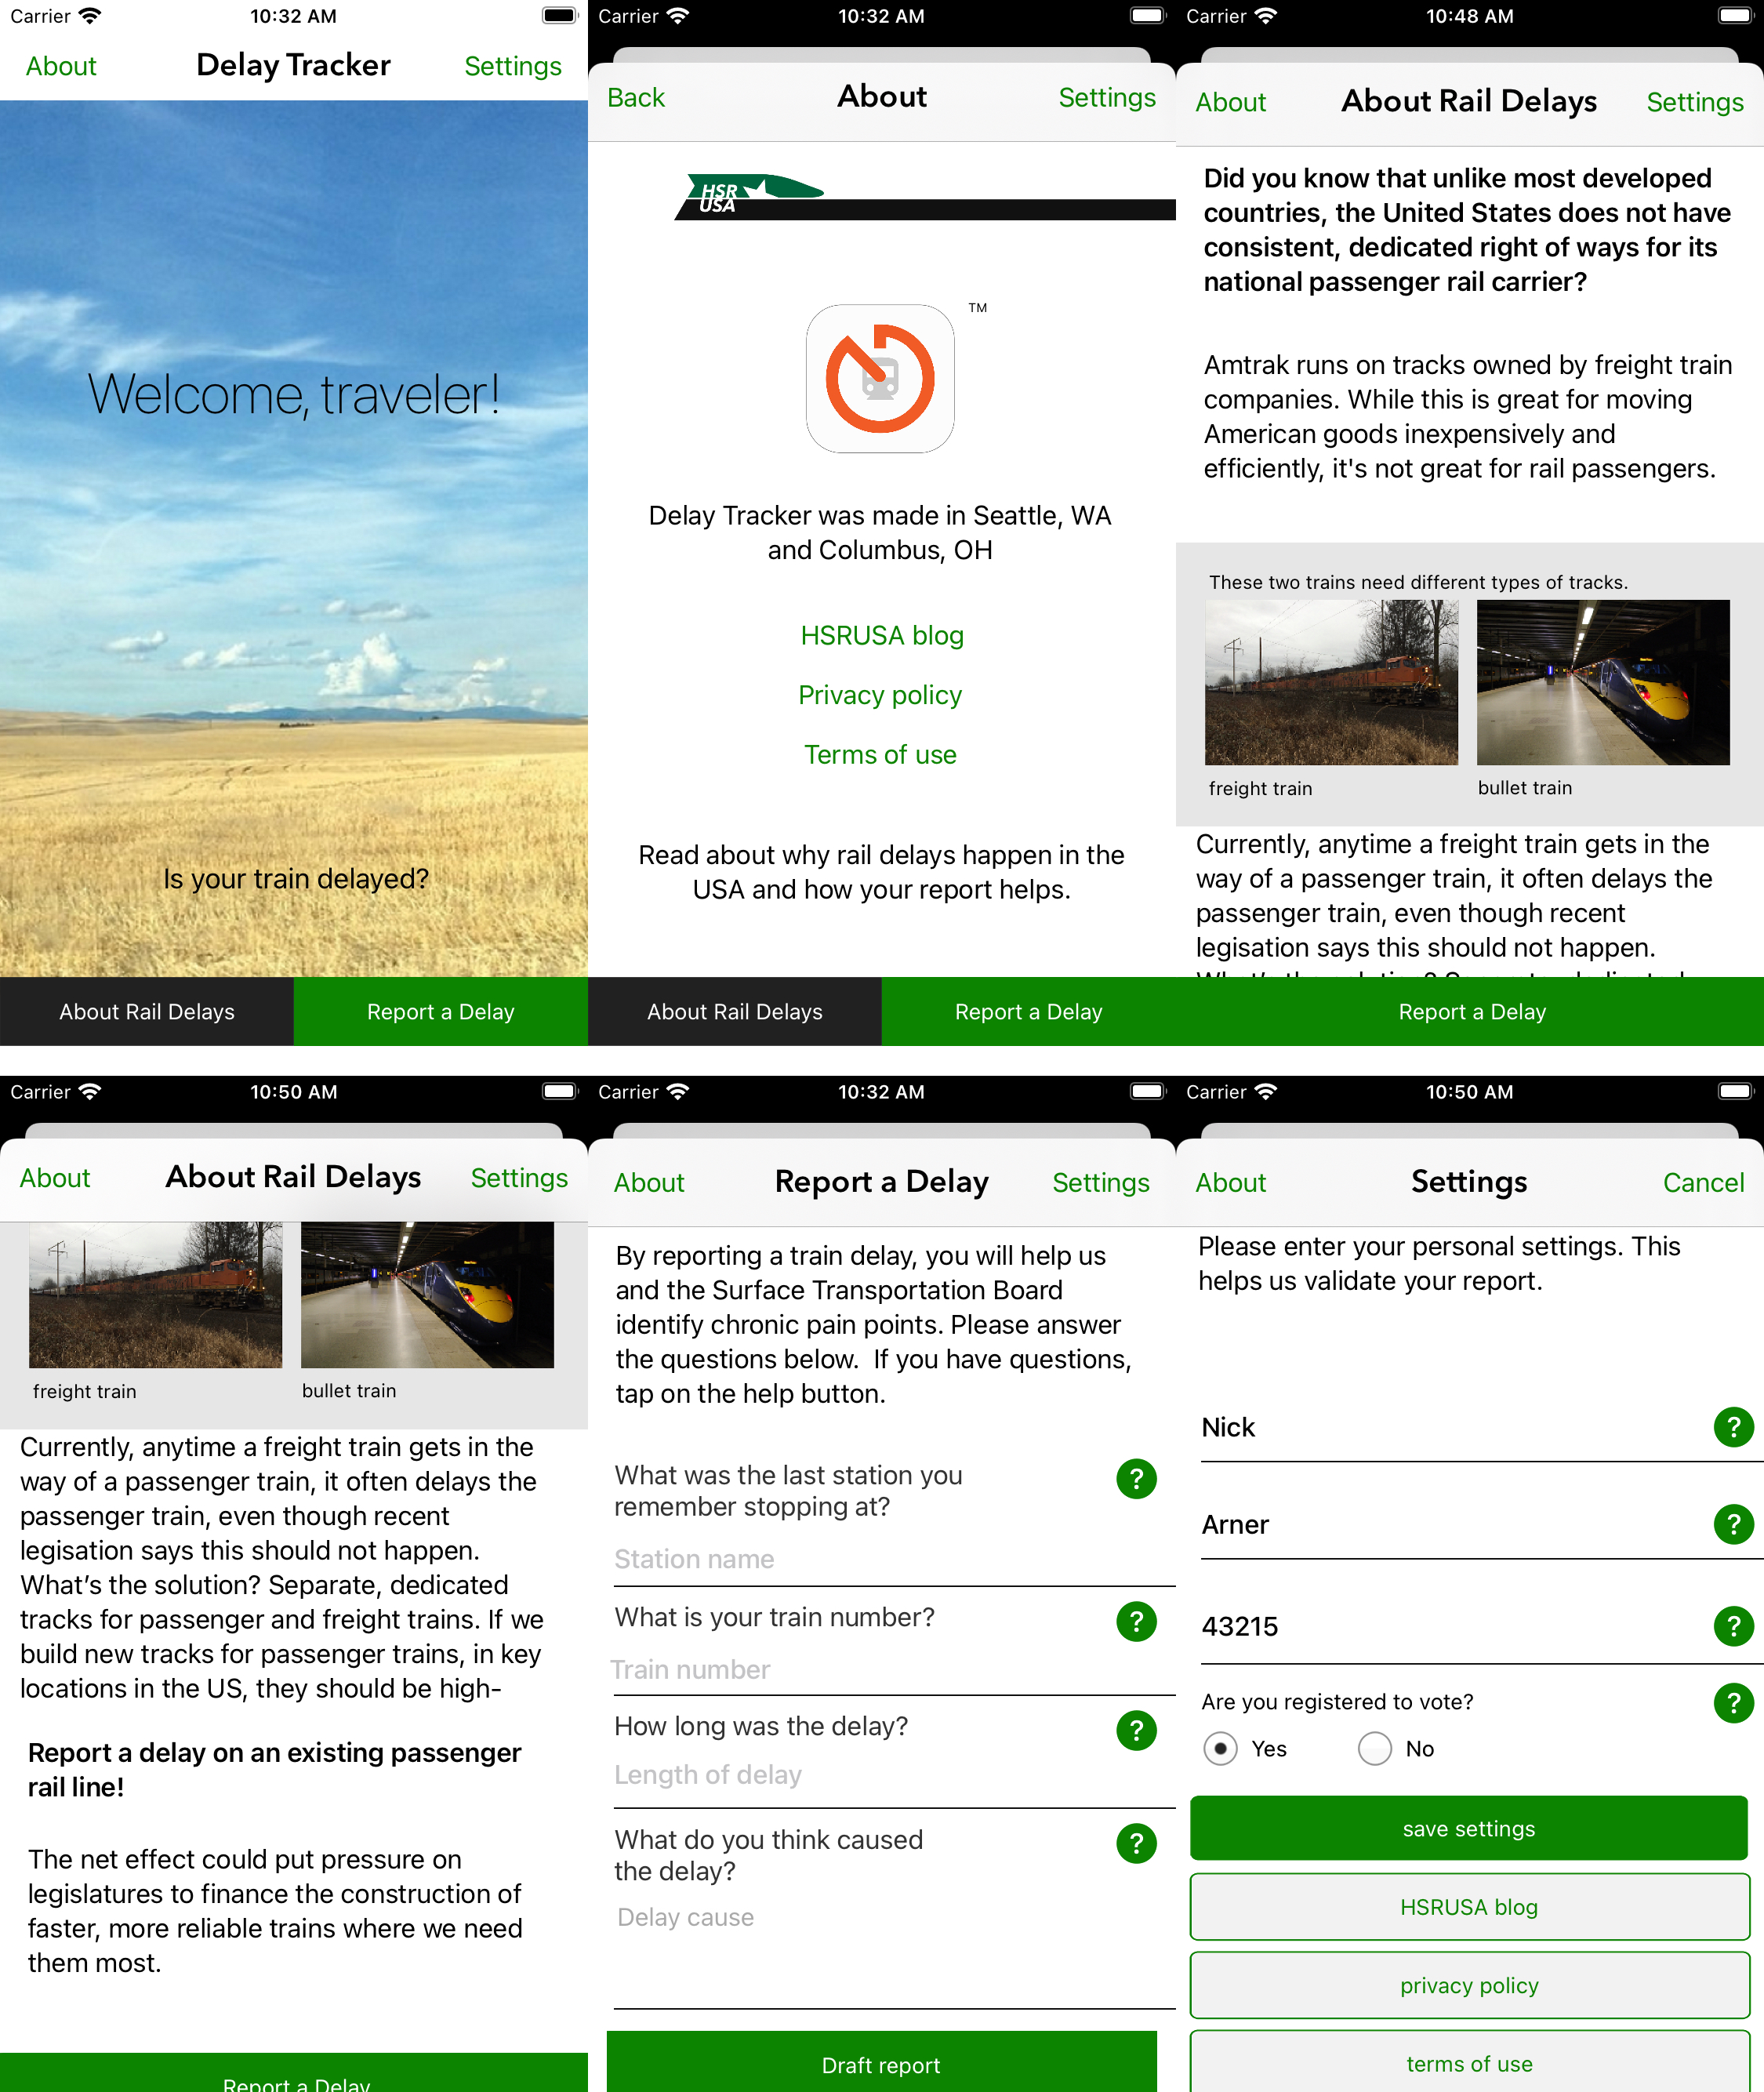 Carrier 10:32 AM
About Delay Tracker Settings
Welcome, traveler!
Is your train delayed?
About Rail Delays Report a Delay
Carrier 10:32 AM
Back About Settings
HSR
USA
TM
Delay Tracker was made in Seattle, WA
and Columbus, OH
HSRUSA blog
Privacy policy
Terms of use
Read about why rail delays happen in the
USA and how your report helps.
About Rail Delays Report a Delay
Carrier 10:48 AM
About About Rail Delays Settings
Did you know that unlike most developed
countries, the United States does not have
consistent, dedicated right of ways for its
national passenger rail carrier?
Amtrak runs on tracks owned by freight train
companies. While this is great for moving
American goods inexpensively and
efficiently, it's not great for rail passengers.
These two trains need different types of tracks.
freight train bullet train
Currently, anytime a freight train gets in the
way of a passenger train, it often delays the
passenger train, even though recent
legisation says this should not happen.
What's the solution? Separate, dedicated
Report a Delay
Carrier 10:50 AM
About About Rail Delays Settings
freight train bullet train
Currently, anytime a freight train gets in the
way of a passenger train, it often delays the
passenger train, even though recent
legisation says this should not happen.
What's the solution? Separate, dedicated
tracks for passenger and freight trains. If we
build new tracks for passenger trains, in key
locations in the US, they should be high-
Report a delay on an existing passenger
rail line!
The net effect could put pressure on
legislatures to finance the construction of
faster, more reliable trains where we need
them most.
Report a Delay
Carrier 10:32 AM
About Report a Delay Settings
By reporting a train delay, you will help us
and the Surface Transportation Board
identify chronic pain points. Please answer
the questions below.  If you have questions,
tap on the help button.
What was the last station you
remember stopping at?
?
Station name
What is your train number? ?
Train number
How long was the delay? ?
Length of delay
What do you think caused
the delay?
?
Delay cause
Draft report
Carrier 10:50 AM
About Settings Cancel
Please enter your personal settings. This
helps us validate your report.
Nick ?
Arner ?
43215 ?
Are you registered to vote? ?
Yes No
save settings
HSRUSA blog
privacy policy
terms of use